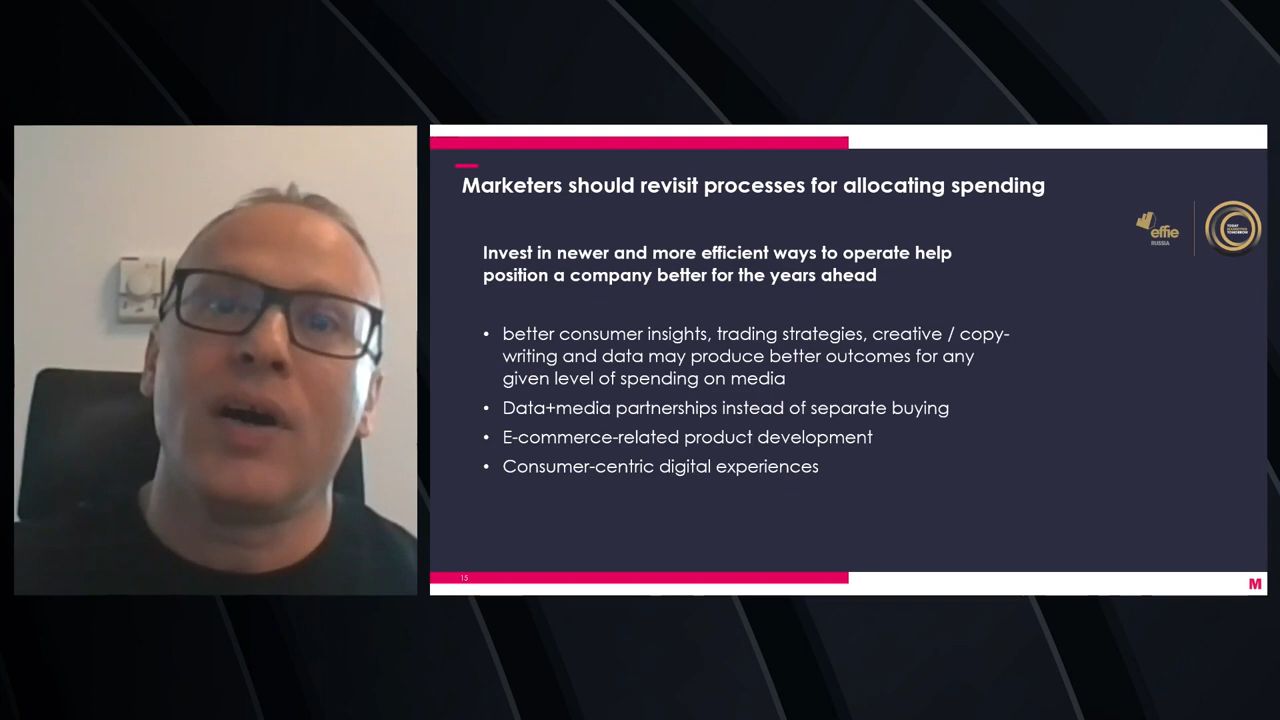 Marketers should revisit processes for allocating spending
effie
RUSSIA
TODAY
MARKETING
TOMORROW
Invest in newer and more efficient ways to operate help
position a company better for the years ahead
• better consumer insights, trading strategies, creative / copy-
writing and data may produce better outcomes for any
given level of spending on media
• Data+media partnerships instead of separate buying
• E-commerce-related product development
• Consumer-centric digital experiences
15
M